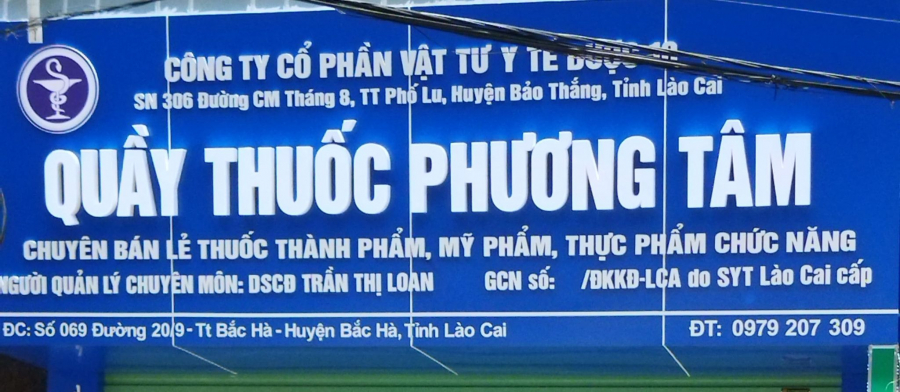 CÔNG TY CỔ PHẦN VẬT TƯ Y TẾ DƯỢC
SN 306 Đường CM Tháng 8, TT Phố Lu, Huyện Bảo Thắng, Tỉnh Lào Cai
QUẦY THUỐC PHƯƠNG TÂM
CHUYÊN BÁN LẺ THUỐC THÀNH PHẨM, MỸ PHẨM, THỰC PHẨM CHỨC NĂNG
NGƯỜI QUẢN LÝ CHUYÊN MÔN: DSCĐ TRẦN THỊ LOAN GCN số: /ĐKKD-LCA do SYT Lào Cai cấp
ĐC: Số 069 Đường 20/9 - Tt Bắc Hà - Huyện Bắc Hà, Tỉnh Lào Cai ĐT: 0979 207 309